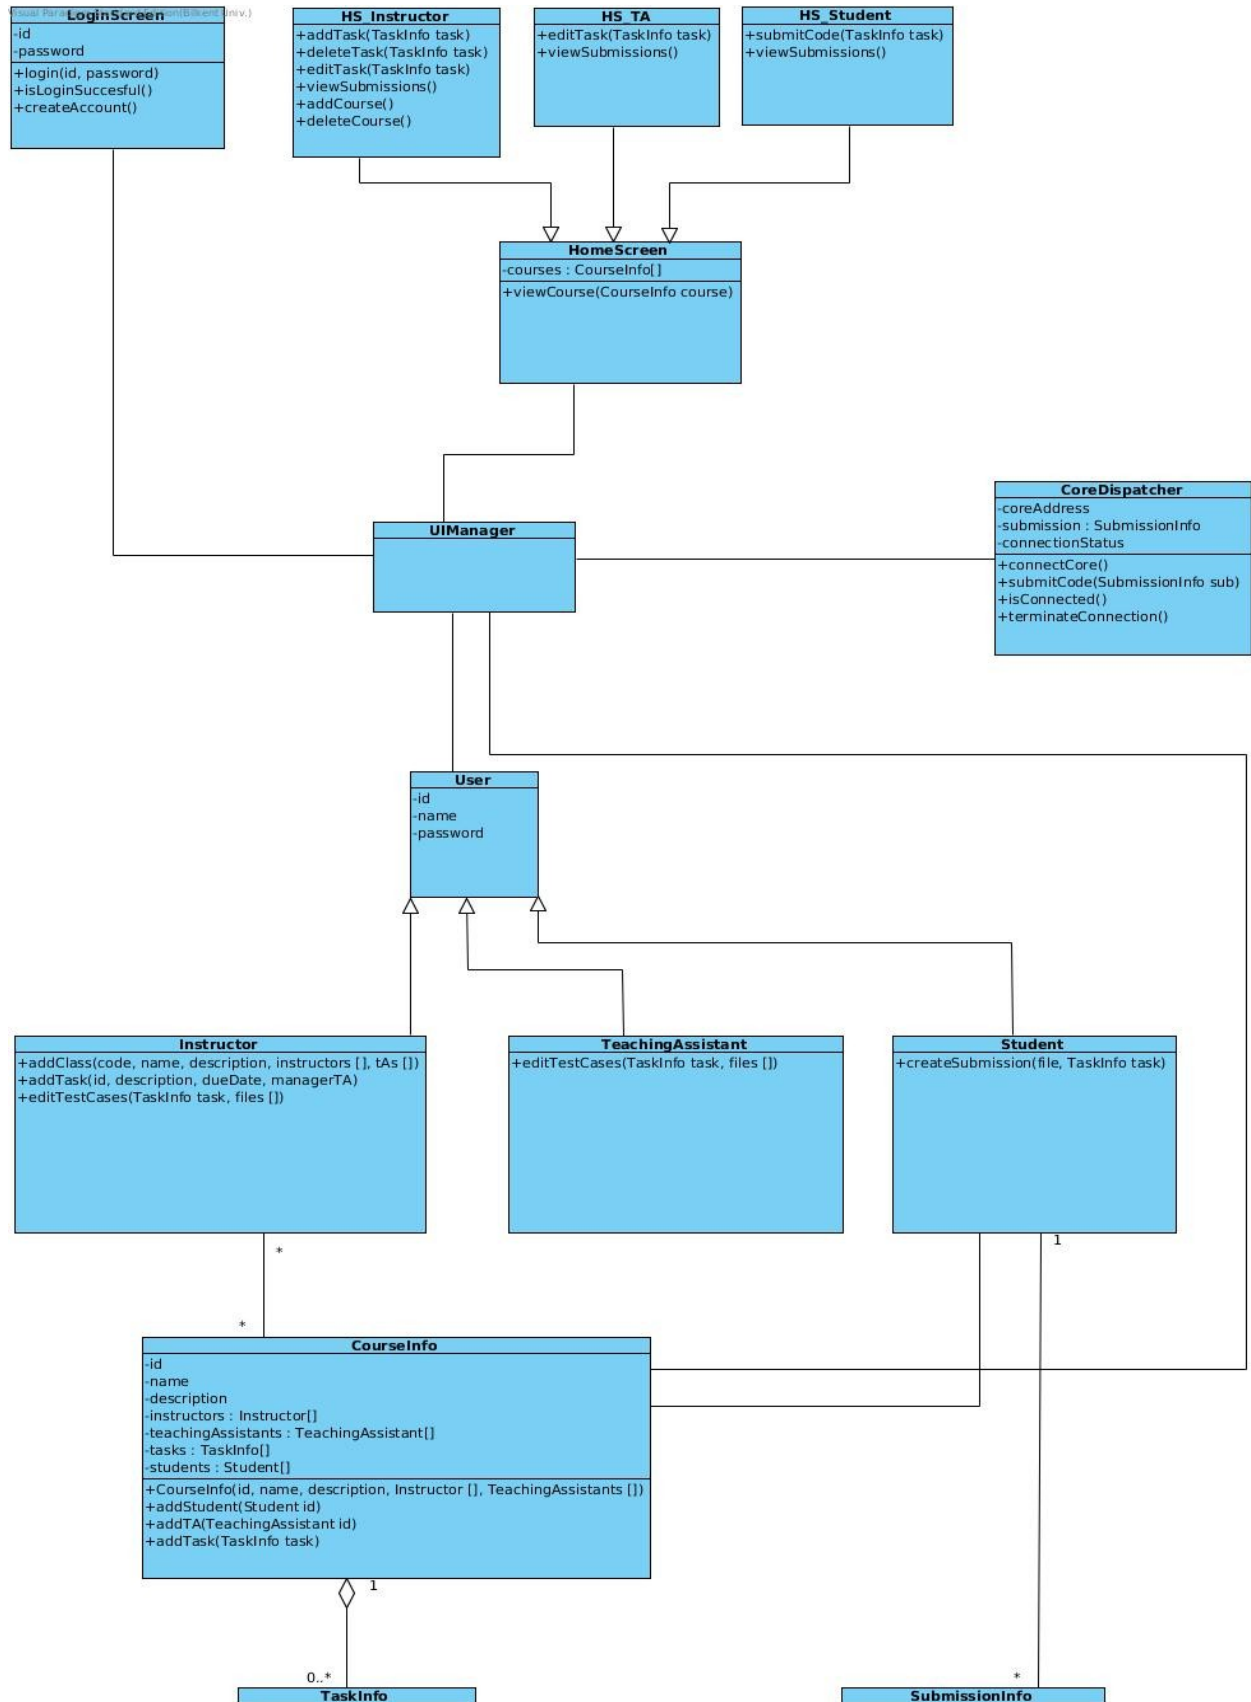 LoginScreen
-id
-password
+login(id, password)
+isLoginSuccesful()
+createAccount()
HS_Instructor
+addTask(TaskInfo task)
+deleteTask(TaskInfo task)
+editTask(TaskInfo task)
+viewSubmissions()
+addCourse()
+deleteCourse()
HS_TA
+editTask(TaskInfo task)
+viewSubmissions()
HS_Student
+submitCode(TaskInfo task)
+viewSubmissions()
HomeScreen
-courses : CourseInfo[]
+viewCourse(CourseInfo course)
CoreDispatcher
-coreAddress
-submission : SubmissionInfo
-connectionStatus
+connectCore()
+submitCode(SubmissionInfo sub)
+isConnected()
+terminateConnection()
UIManager
User
-id
-name
-password
Instructor
+addClass(code, name, description, instructors [], tAs [])
+addTask(id, description, dueDate, managerTA)
+editTestCases(TaskInfo task, files [])
TeachingAssistant
+editTestCases(TaskInfo task, files [])
Student
+createSubmission(file, TaskInfo task)
*
1
*
CourseInfo
-id
-name
-description
-instructors : Instructor[]
-teachingAssistants : TeachingAssistant[]
-tasks : TaskInfo[]
-students : Student[]
+CourseInfo(id, name, description, Instructor [], TeachingAssistants [])
+addStudent(Student id)
+addTA(TeachingAssistant id)
+addTask(TaskInfo task)
1
0..*
*
TaskInfo
SubmissionInfo